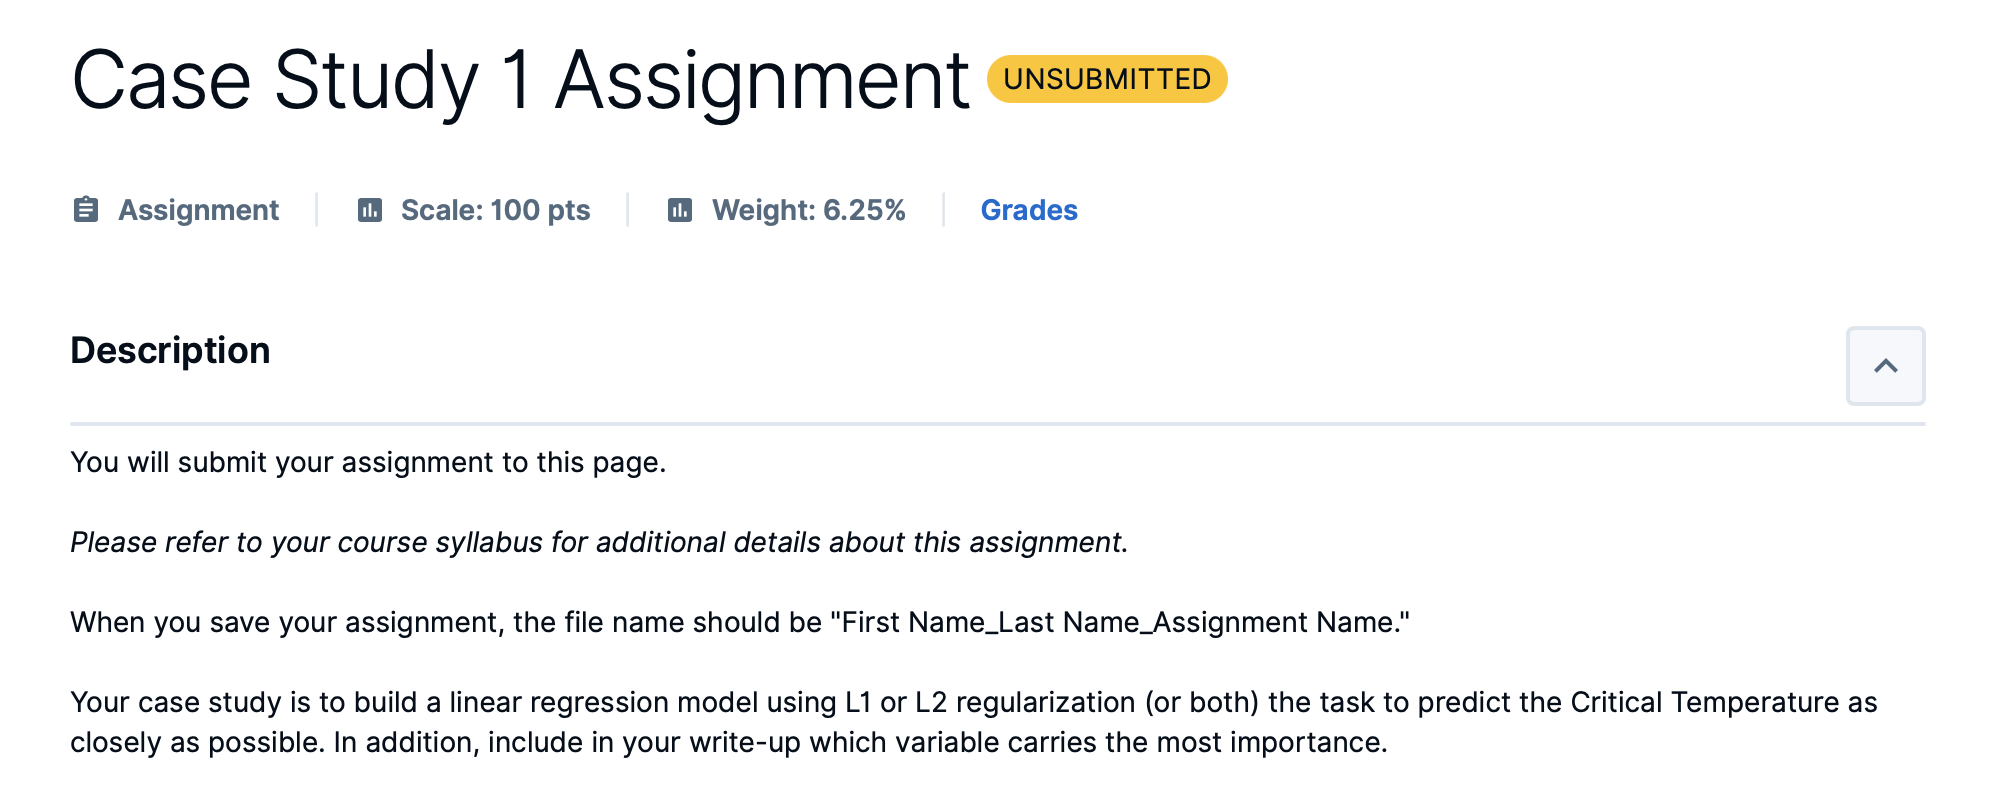 Case Study 1 Assignment UNSUBMITTED
Assignment Scale: 100 pts Weight: 6.25% Grades
Description
You will submit your assignment to this page.
Please refer to your course syllabus for additional details about this assignment.
When you save your assignment, the file name should be "First Name_Last Name_Assignment Name."
Your case study is to build a linear regression model using L1 or L2 regularization (or both) the task to predict the Critical Temperature as
closely as possible. In addition, include in your write-up which variable carries the most importance.